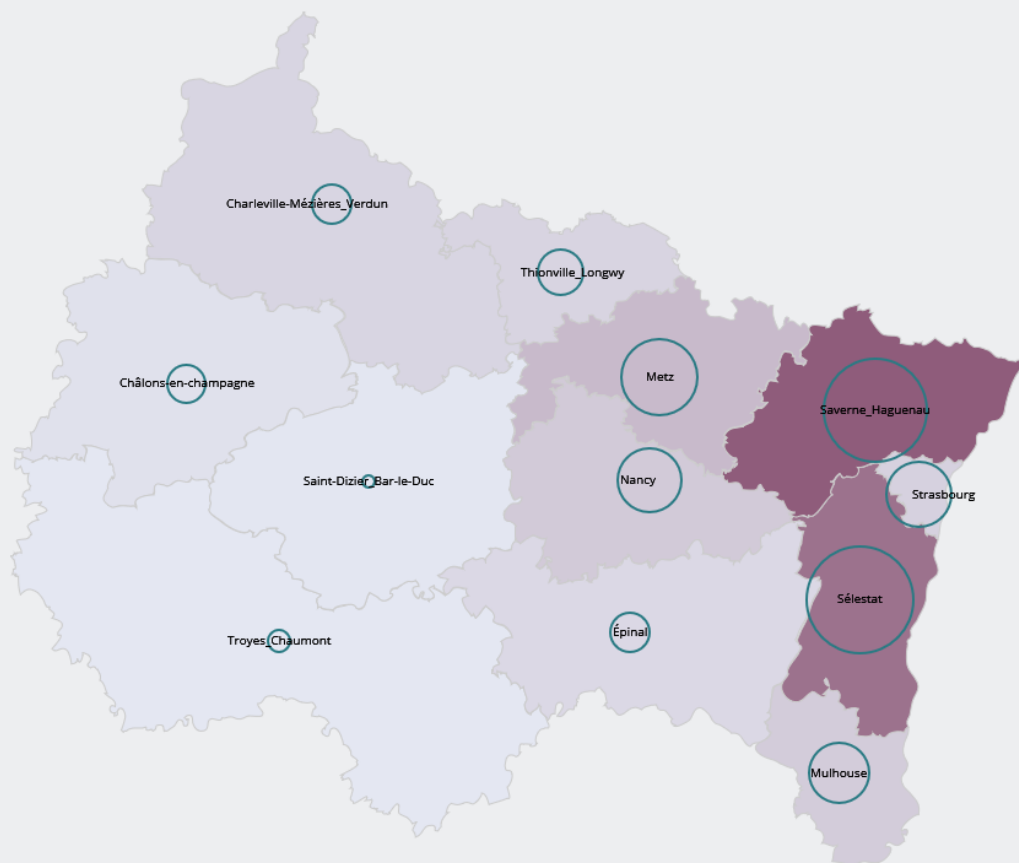 Charleville-Mézières_Verdun
Thionville_Longwy
Metz
Châlons-en-champagne
Saverne_Haguenau
Nancy
Saint-Dizier_Bar-le-Duc
Strasbourg
Sélestat
Épinal
Troyes_Chaumont
Mulhouse